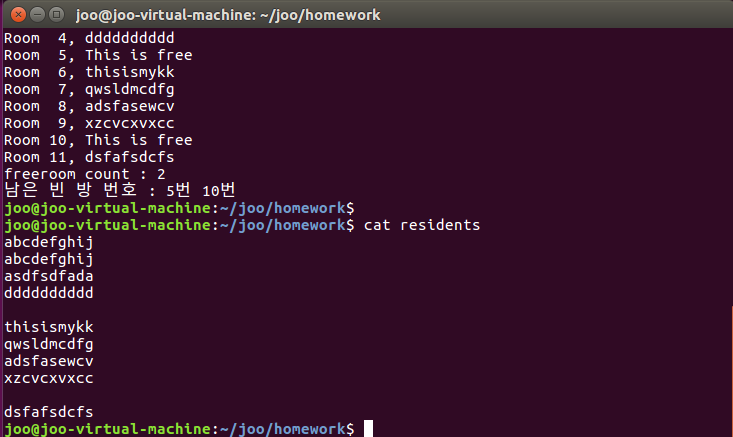 joo@joo-virtual-machine: ~/joo/homework
Room  4, dddddddddd
Room  5, This is free
Room  6, thisismykk
Room  7, qwsldmcdfg
Room  8, adsfasewcv
Room  9, xzcvcxvxcc
Room 10, This is free
Room 11, dsfafsdcfs
freeroom count : 2
남은 빈 방 번호 : 5번 10번
joo@joo-virtual-machine:~/joo/homework$
joo@joo-virtual-machine:~/joo/homework$ cat residents
abcdefghij
abcdefghij
asdfsdfada
dddddddddd
thisismykk
qwsldmcdfg
adsfasewcv
xzcvcxvxcc
dsfafsdcfs
joo@joo-virtual-machine:~/joo/homework$